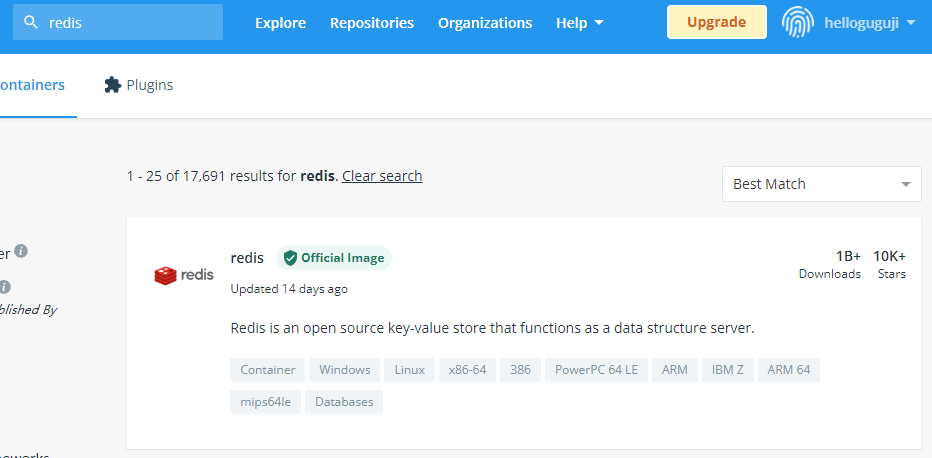 redis
Explore Repositories Organizations Help
Upgrade
helloguguji
ontainers
Plugins
1 - 25 of 17,691 results for redis. Clear search
Best Match
er
blished By
redis
redis
Official Image
Updated 14 days ago
1B+ 10K+
Downloads Stars
Redis is an open source key-value store that functions as a data structure server.
Container Windows Linux x86-64 386 PowerPC 64 LE ARM IBM Z ARM 64
mips64le Databases